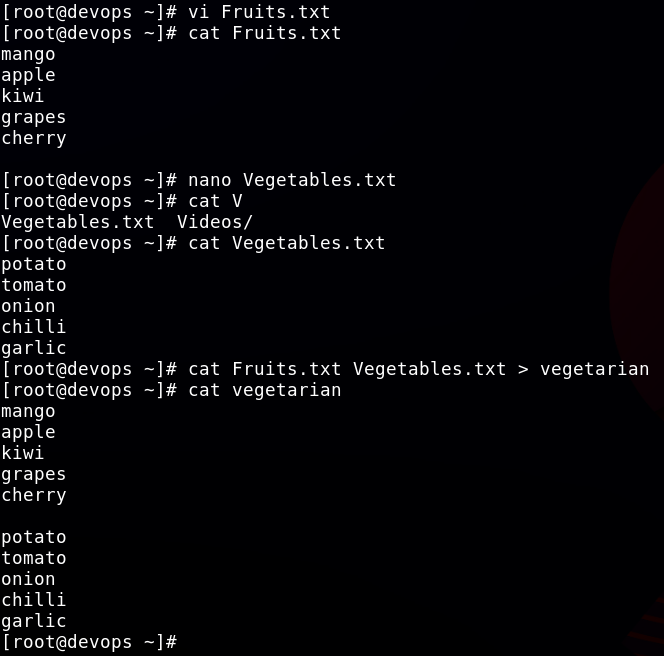 [root@devops ~]# vi Fruits.txt
[root@devops ~]# cat Fruits.txt
mango
apple
kiwi
grapes
cherry

[root@devops ~]# nano Vegetables.txt
[root@devops ~]# cat V
Vegetables.txt  Videos/
[root@devops ~]# cat Vegetables.txt
potato
tomato
onion
chilli
garlic
[root@devops ~]# cat Fruits.txt Vegetables.txt > vegetarian
[root@devops ~]# cat vegetarian
mango
apple
kiwi
grapes
cherry

potato
tomato
onion
chilli
garlic
[root@devops ~]#